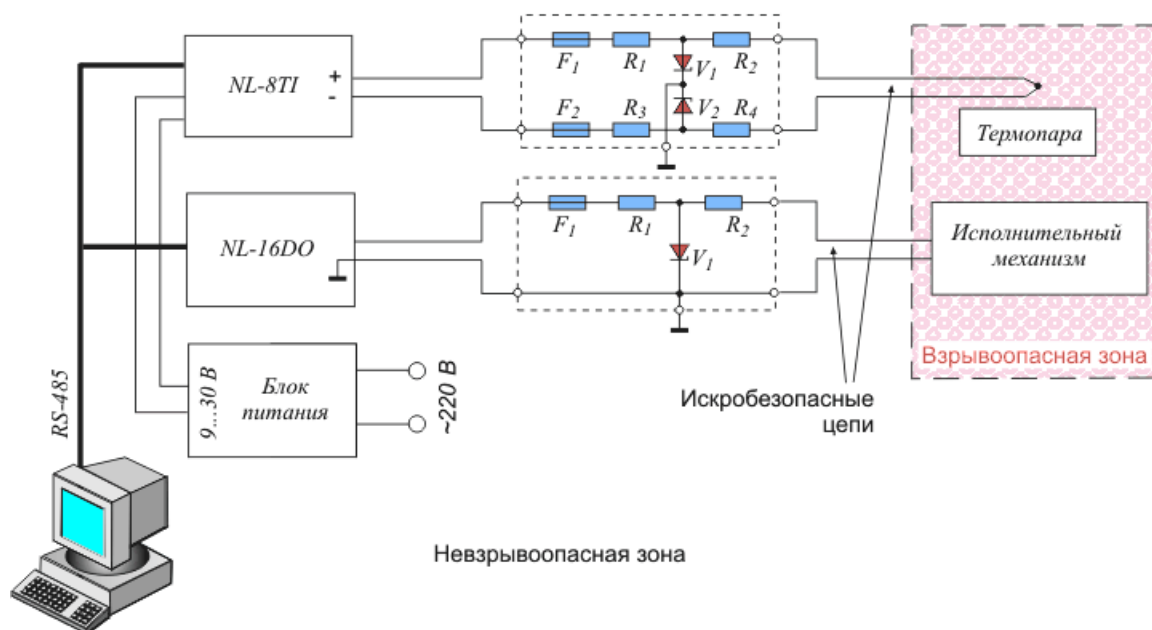 NL-8TI
+
-
F1
R1
V1
R2
F2
R3
V2
R4
Термопара
NL-16DO
F1
R1
V1
R2
Исполнительный
механизм
Взрывоопасная зона
RS-485
9...30 В
Блок
питания
~220 В
Искробезопасные
цепи
Невзрывоопасная зона